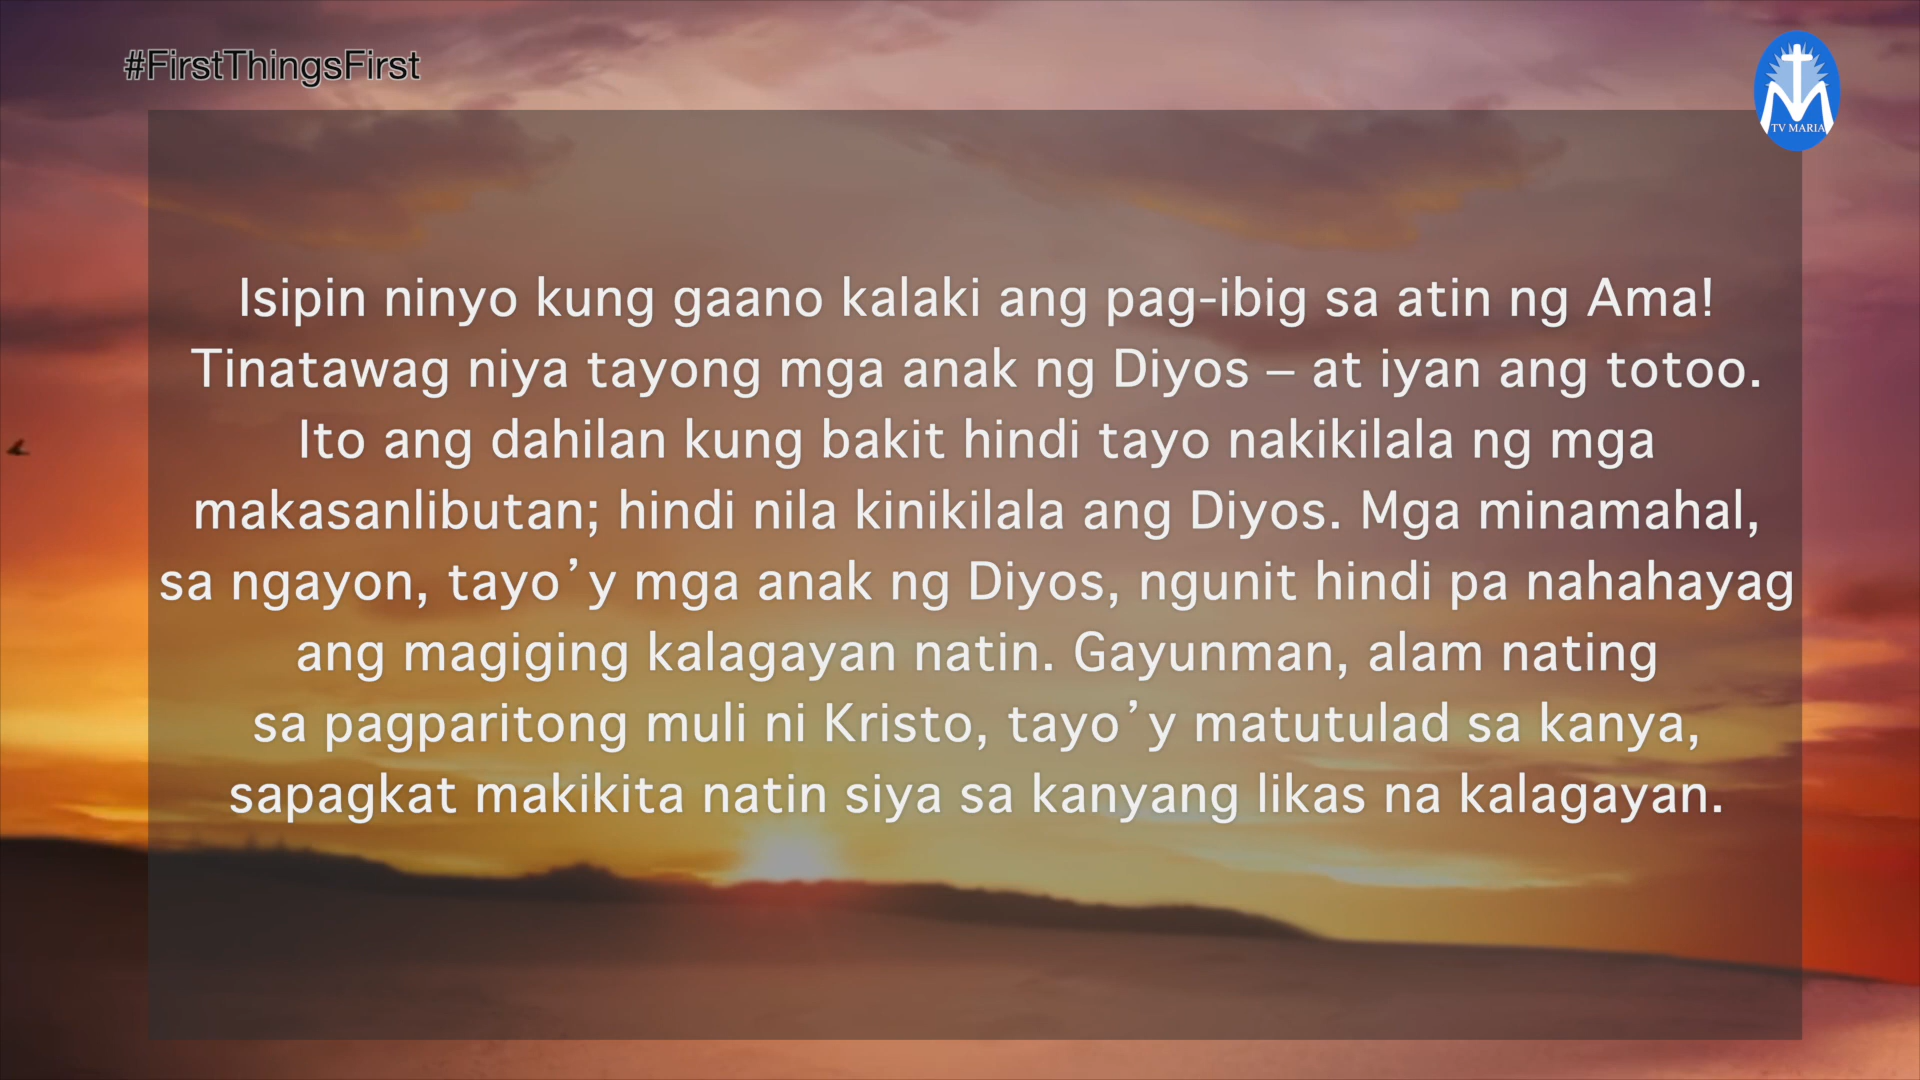 #FirstThingsFirst
TV MARIA
Isipin ninyo kung gaano kalaki ang pag-ibig sa atin ng Ama!
Tinatawag niya tayong mga anak ng Diyos – at iyan ang totoo.
Ito ang dahilan kung bakit hindi tayo nakikilala ng mga
makasanlibutan; hindi nila kinikilala ang Diyos. Mga minamahal,
sa ngayon, tayo’y mga anak ng Diyos, ngunit hindi pa nahahayag
ang magiging kalagayan natin. Gayunman, alam nating
sa pagparitong muli ni Kristo, tayo’y matutulad sa kanya,
sapagkat makikita natin siya sa kanyang likas na kalagayan.